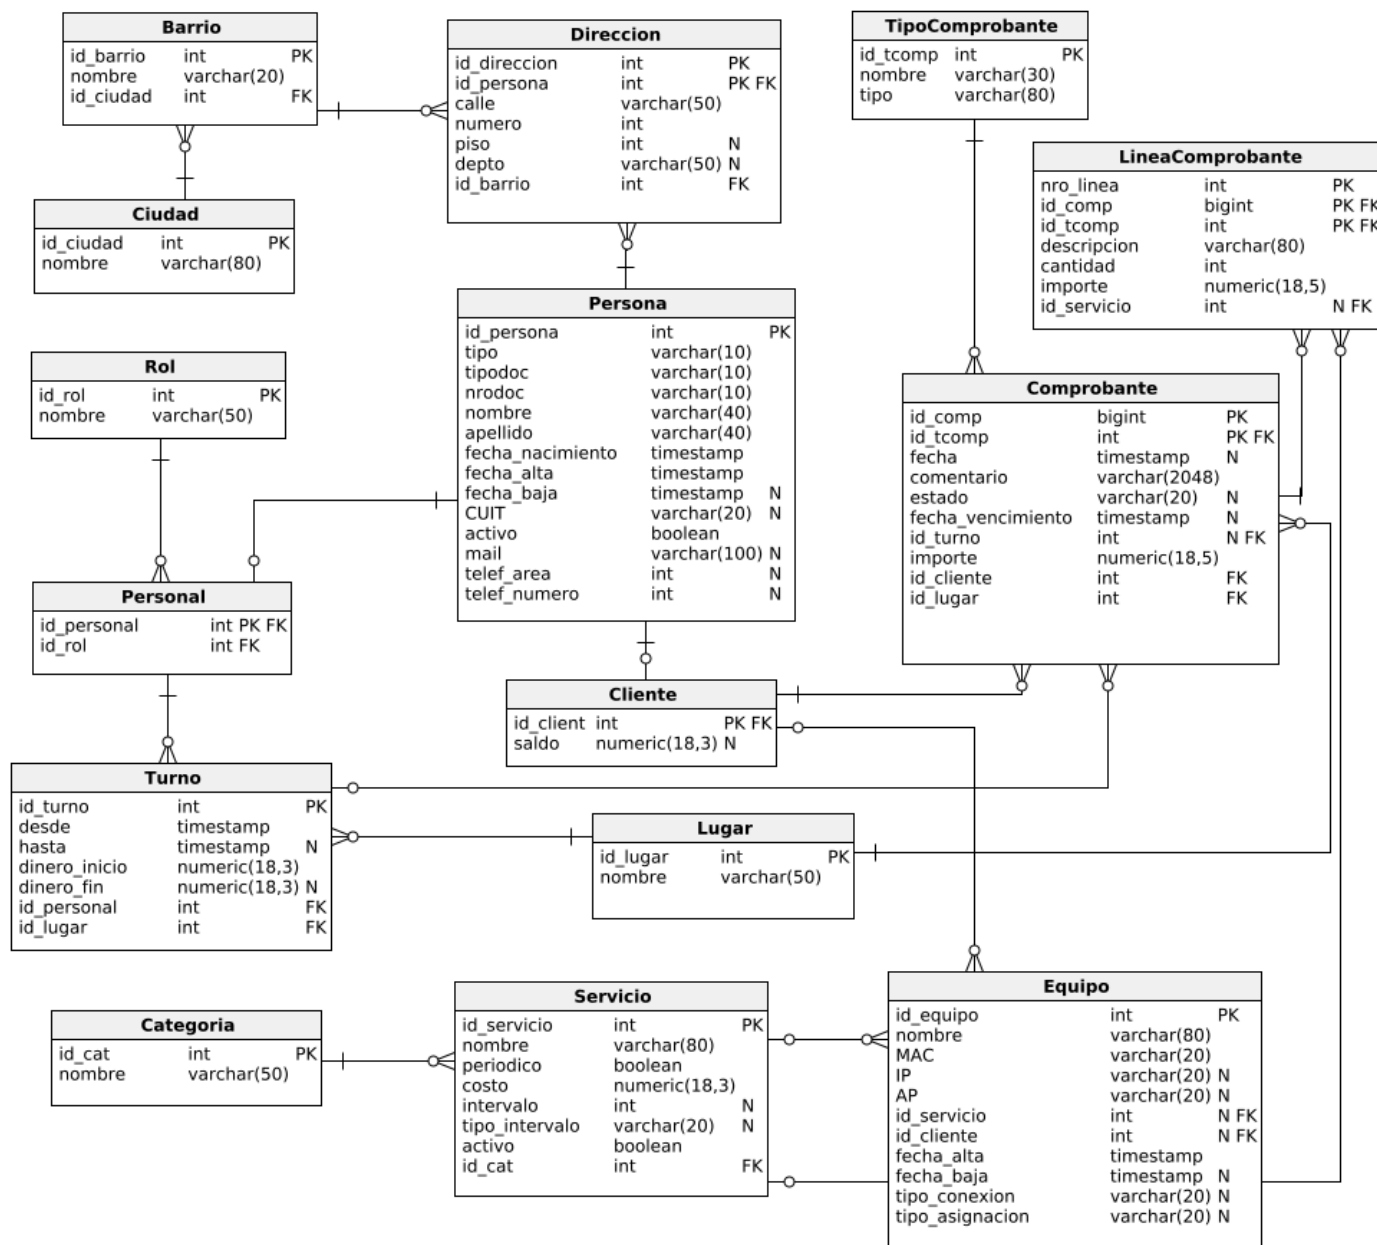 Barrio
id_barrio int PK
nombre varchar(20)
id_ciudad int FK
Direccion
id_direccion int PK
id_persona int PK FK
calle varchar(50)
numero int
piso int N
depto varchar(50) N
id_barrio int FK
TipoComprobante
id_tcomp int PK
nombre varchar(30)
tipo varchar(80)
LineaComprobante
nro_linea int PK
id_comp bigint PK FK
id_tcomp int PK FK
descripcion varchar(80)
cantidad int
importe numeric(18,5)
id_servicio int N FK
Ciudad
id_ciudad int PK
nombre varchar(80)
Persona
id_persona int PK
tipo varchar(10)
tipodoc varchar(10)
nrodoc varchar(10)
nombre varchar(40)
apellido varchar(40)
fecha_nacimiento timestamp
fecha_alta timestamp
fecha_baja timestamp N
CUIT varchar(20) N
activo boolean
mail varchar(100) N
telef_area int N
telef_numero int N
Rol
id_rol int PK
nombre varchar(50)
Comprobante
id_comp bigint PK
id_tcomp int PK FK
fecha timestamp N
comentario varchar(2048)
estado varchar(20) N
fecha_vencimiento timestamp N
id_turno int N FK
importe numeric(18,5)
id_cliente int FK
id_lugar int FK
Personal
id_personal int PK FK
id_rol int FK
Cliente
id_client int PK FK
saldo numeric(18,3) N
Turno
id_turno int PK
desde timestamp
hasta timestamp N
dinero_inicio numeric(18,3)
dinero_fin numeric(18,3) N
id_personal int FK
id_lugar int FK
Lugar
id_lugar int PK
nombre varchar(50)
Categoria
id_cat int PK
nombre varchar(50)
Servicio
id_servicio int PK
nombre varchar(80)
periodico boolean
costo numeric(18,3)
intervalo int N
tipo_intervalo varchar(20) N
activo boolean
id_cat int FK
Equipo
id_equipo int PK
nombre varchar(80)
MAC varchar(20)
IP varchar(20) N
AP varchar(20) N
id_servicio int N FK
id_cliente int N FK
fecha_alta timestamp
fecha_baja timestamp N
tipo_conexion varchar(20) N
tipo_asignacion varchar(20) N